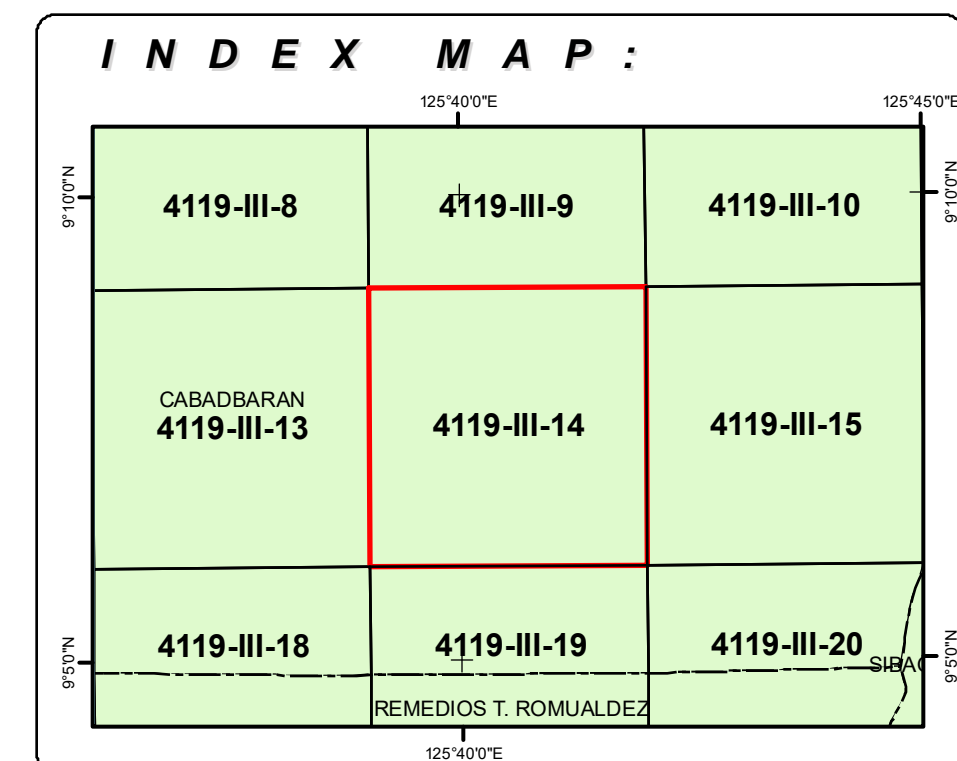 INDEX MAP:
125°40'0"E 125°45'0"E
9°10'0"N 4119-III-8 4119-III-9 4119-III-10 9°10'0"N
CABADBARAN
4119-III-13 4119-III-14 4119-III-15
9°5'0"N 4119-III-18 4119-III-19 4119-III-20 9°5'0"N
REMEDIOS T. ROMUALDEZ
125°40'0"E